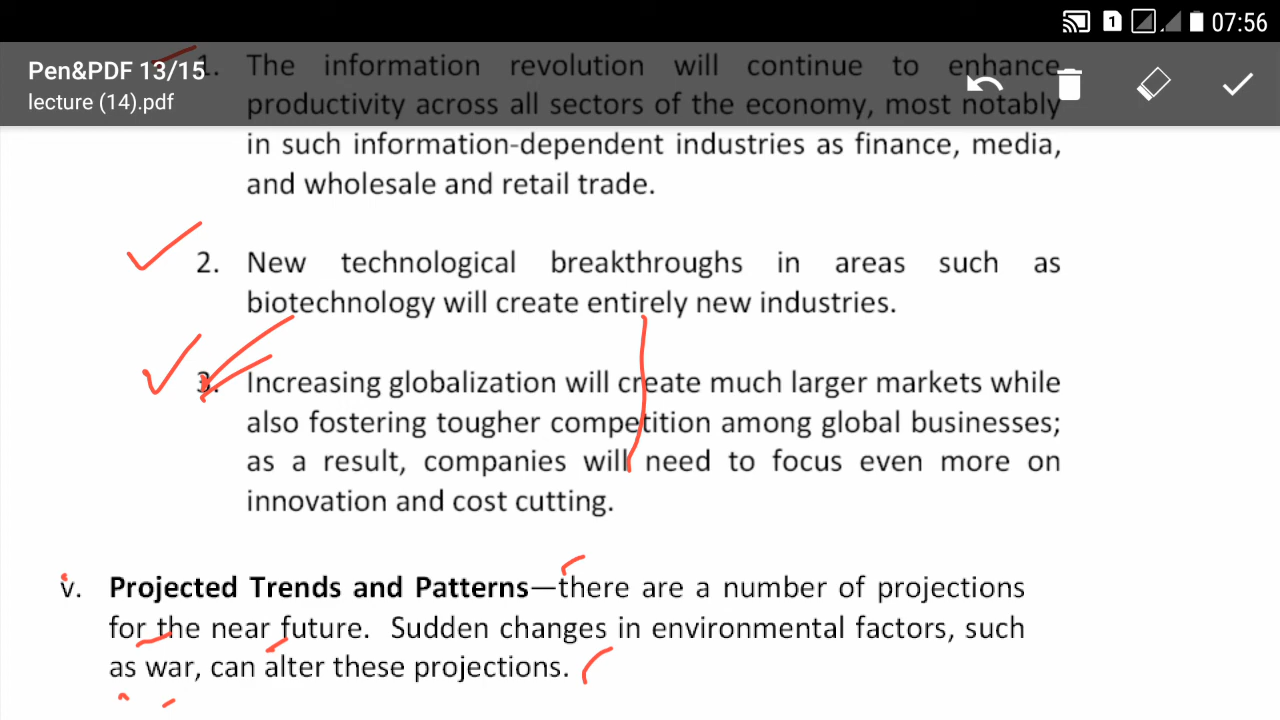 1 07:56
Pen&PDF 13/15
lecture (14).pdf
1. The information revolution will continue to enhance
productivity across all sectors of the economy, most notably
in such information-dependent industries as finance, media,
and wholesale and retail trade.
2. New technological breakthroughs in areas such as
biotechnology will create entirely new industries.
3. Increasing globalization will create much larger markets while
also fostering tougher competition among global businesses;
as a result, companies will need to focus even more on
innovation and cost cutting.
v. Projected Trends and Patterns—there are a number of projections
for the near future. Sudden changes in environmental factors, such
as war, can alter these projections.